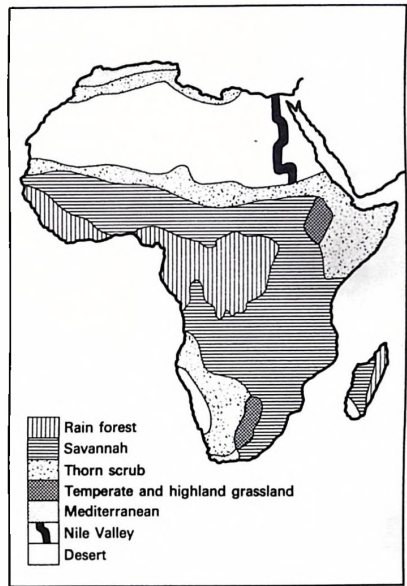 Rain forest
Savannah
Thorn scrub
Temperate and highland grassland
Mediterranean
Nile Valley
Desert